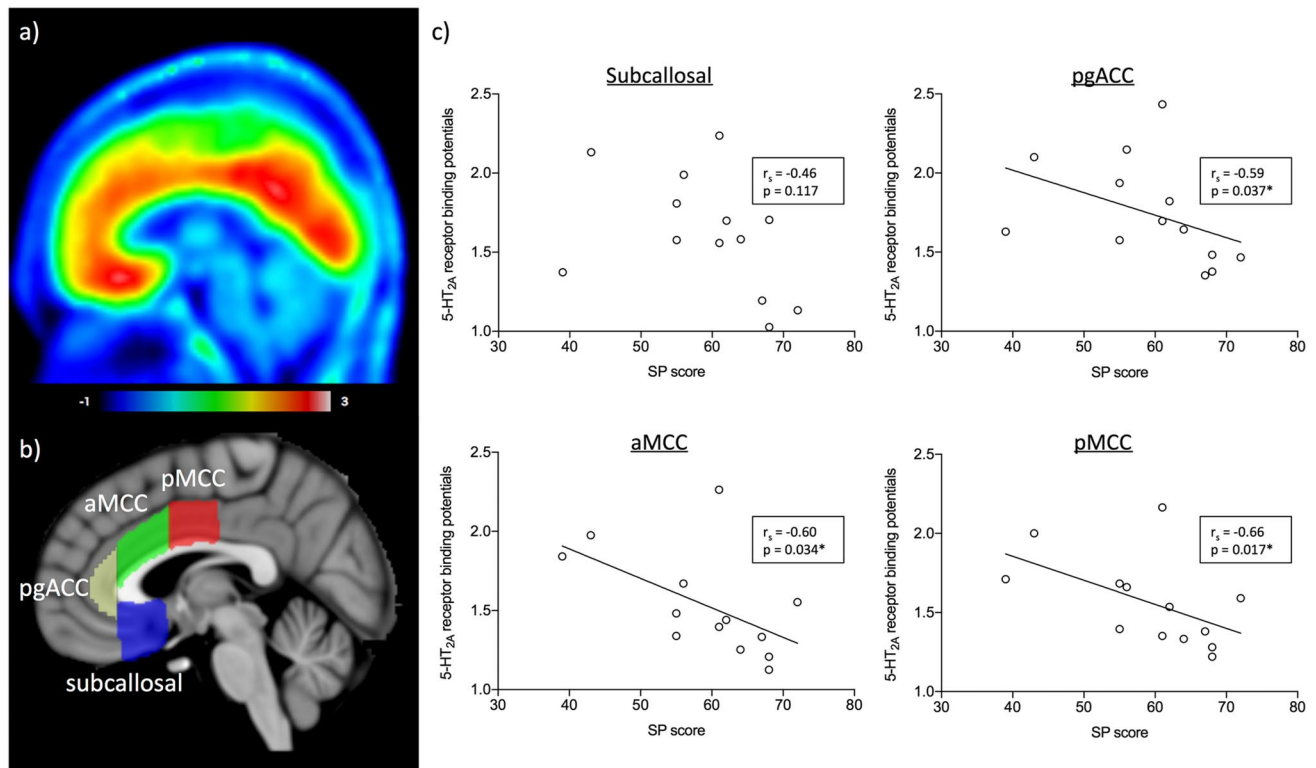 a)
-1
3
b)
pMCC
aMCC
pgACC
subcallosal
c)
Subcallosal
2.5
2.0
1.5
1.0
30
40
50
60
70
80
5-HT2A receptor binding potentials
SP score
rs = -0.46
p = 0.117
pgACC
2.5
2.0
1.5
1.0
30
40
50
60
70
80
5-HT2A receptor binding potentials
SP score
rs = -0.59
p = 0.037*
aMCC
2.5
2.0
1.5
1.0
30
40
50
60
70
80
5-HT2A receptor binding potentials
SP score
rs = -0.60
p = 0.034*
pMCC
2.5
2.0
1.5
1.0
30
40
50
60
70
80
5-HT2A receptor binding potentials
SP score
rs = -0.66
p = 0.017*